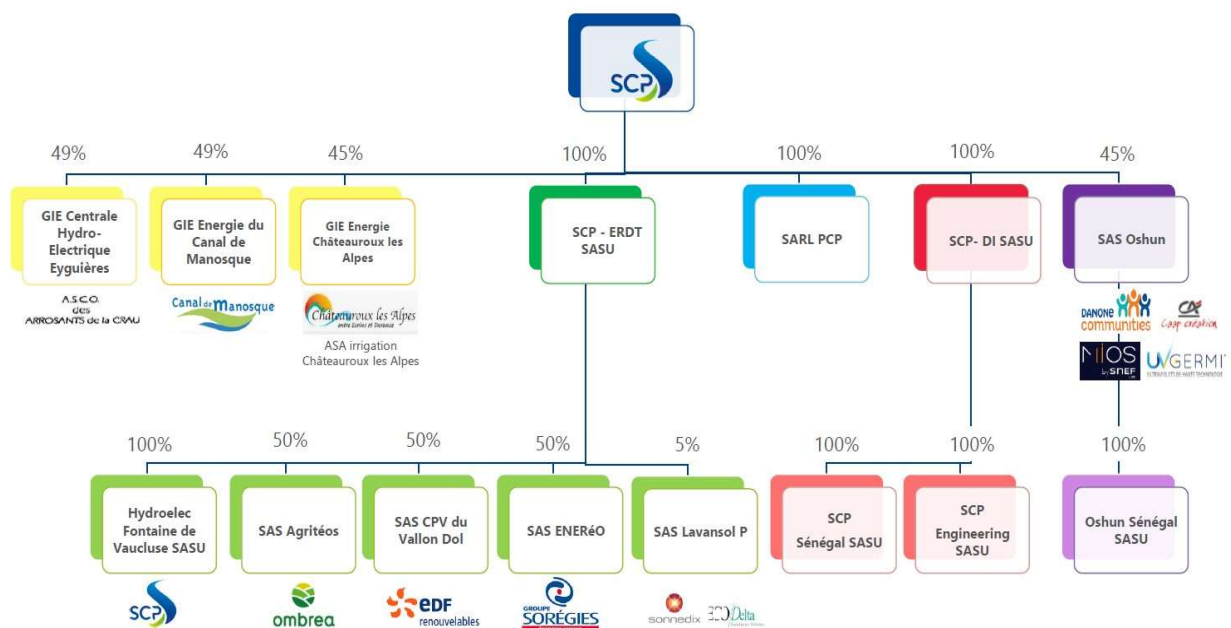 SCP
49%
49%
45%
100%
100%
100%
45%
GIE Centrale
Hydro-
Electrique
Eyguières
GIE Energie du
Canal de
Manosque
GIE Energie
Châteauroux les
Alpes
SCP - ERDT
SASU
SARL PCP
SCP- DI SASU
SAS Oshun
A.S.C.O.
des
ARROSANTS de la CRAU
Canal de Manosque
Châteauroux les Alpes
entre Ecrins et Durance
ASA irrigation
Châteauroux les Alpes
DANONE
communities
CA
Coop création
MIOS
by SNEF
UVGERMI
100%
50%
50%
50%
5%
100%
100%
100%
Hydroelec
Fontaine de
Vaucluse SASU
SAS Agritéos
SAS CPV du
Vallon Dol
SAS ENERéO
SAS Lavansol P
SCP
Sénégal SASU
SCP
Engineering
SASU
Oshun Sénégal
SASU
SCP
ombrea
eDF
renouvelables
GROUPE
SORÉGIES
sonnedix
ECO Delta